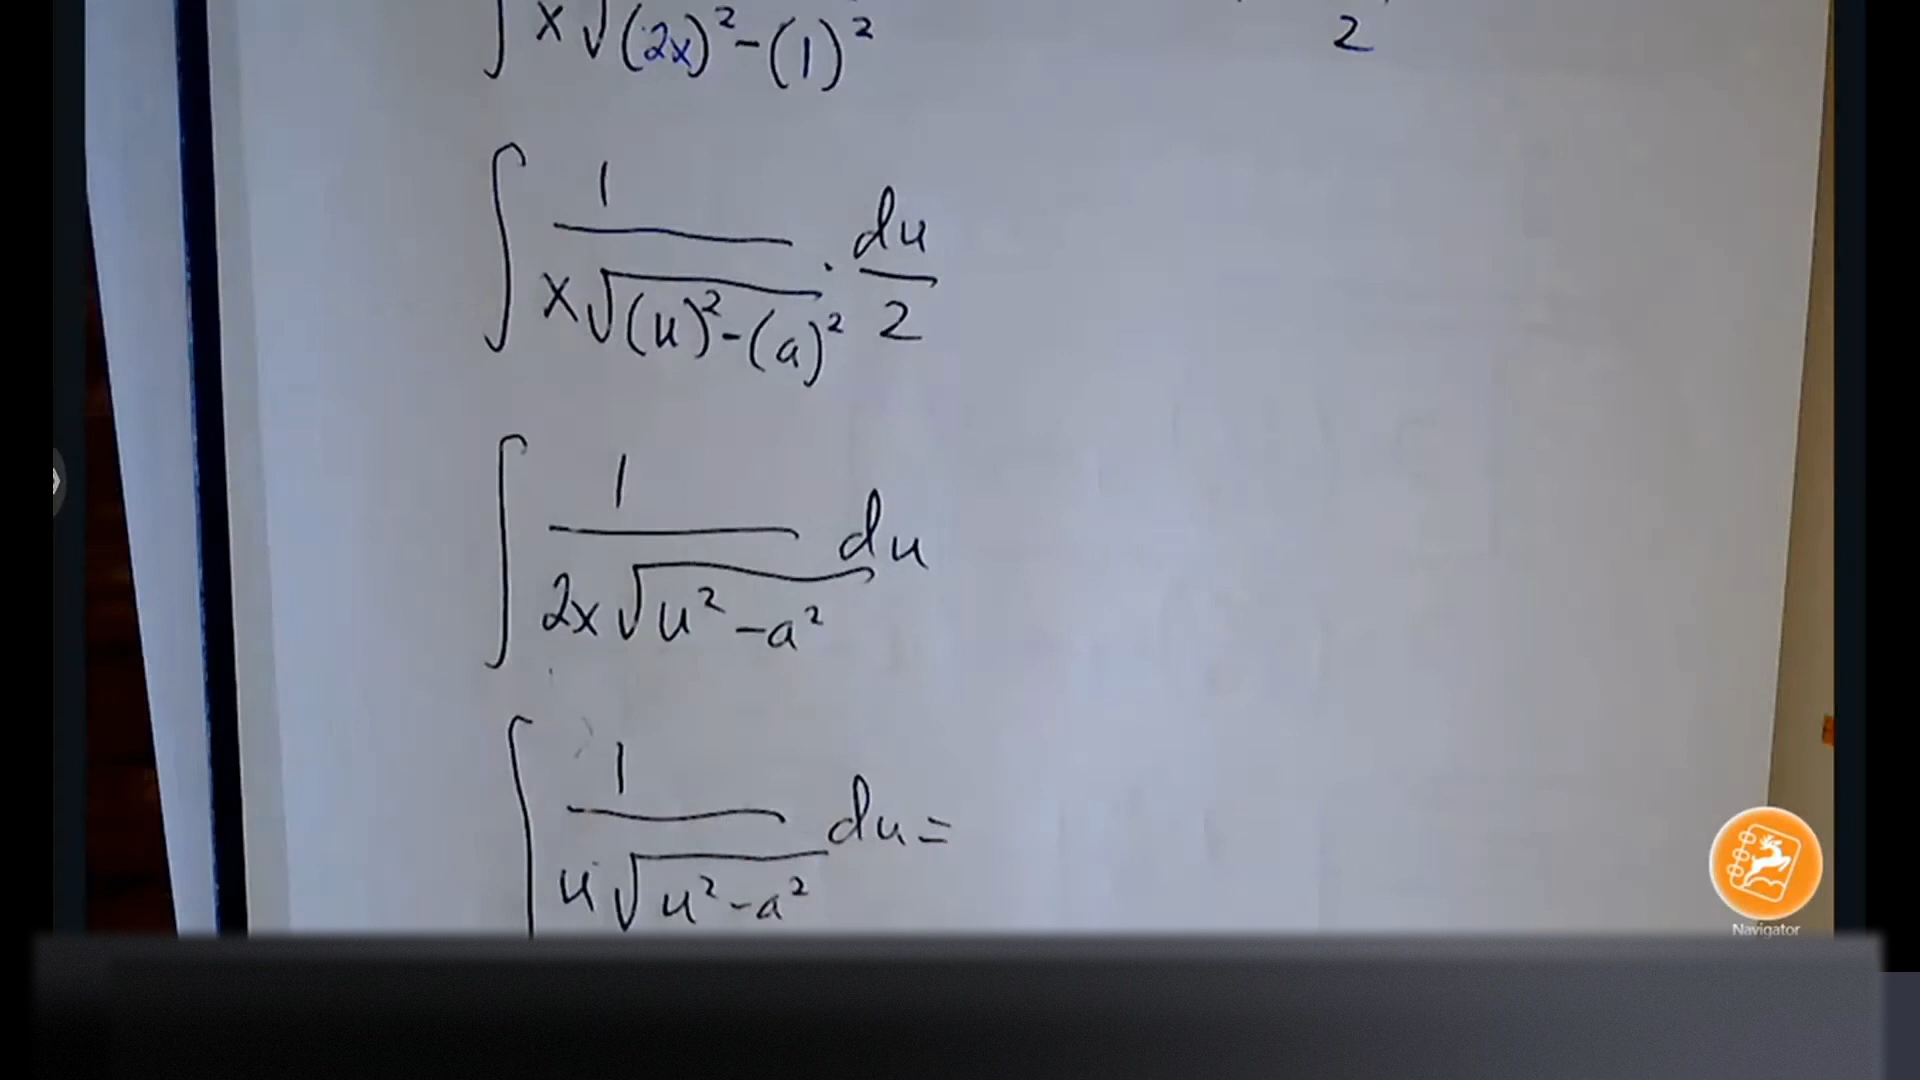 ∫ x√(2x)²-(1)²
2
∫ 1/(x√(u)²-(a)²) · du/2
∫ 1/(2x√u²-a²) du
∫ 1/(u√u²-a²) du =
Navigator